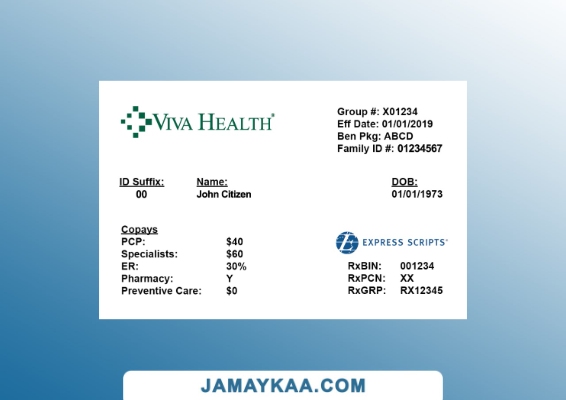 VIVA HEALTH®
Group #: X01234
Eff Date: 01/01/2019
Ben Pkg: ABCD
Family ID #: 01234567
ID Suffix: Name: DOB:
00 John Citizen 01/01/1973
Copays
PCP: $40
Specialists: $60
ER: 30%
Pharmacy: Y
Preventive Care: $0
EXPRESS SCRIPTS®
RxBIN: 001234
RxPCN: XX
RxGRP: RX12345
JAMAYKAA.COM